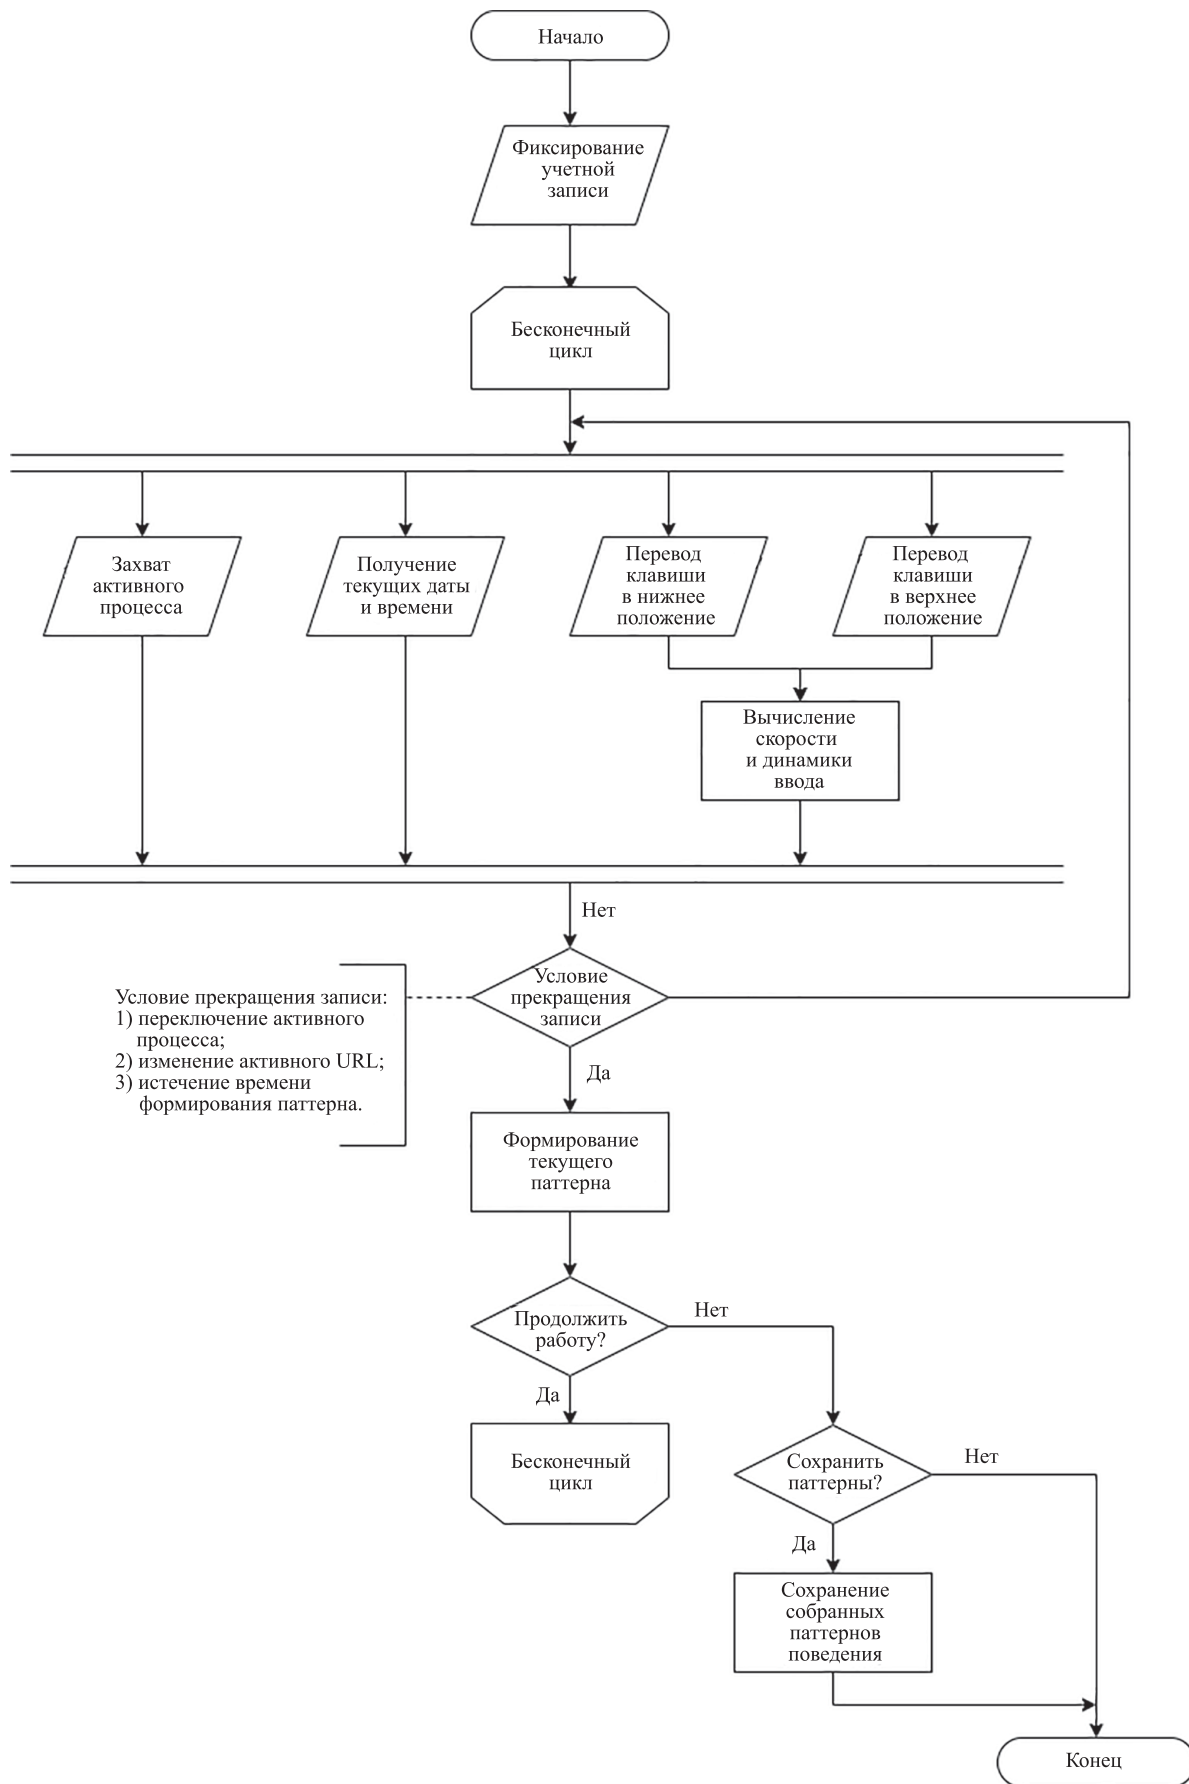 Начало
Фиксирование
учетной
записи
Бесконечный
цикл
Захват
активного
процесса
Получение
текущих даты
и времени
Перевод
клавиши
в нижнее
положение
Перевод
клавиши
в верхнее
положение
Вычисление
скорости
и динамики
ввода
Нет
Условие
прекращения
записи
Условие прекращения записи:
1) переключение активного
процесса;
2) изменение активного URL;
3) истечение времени
формирования паттерна.
Да
Формирование
текущего
паттерна
Продолжить
работу?
Нет
Да
Бесконечный
цикл
Сохранить
паттерны?
Нет
Да
Сохранение
собранных
паттернов
поведения
Конец